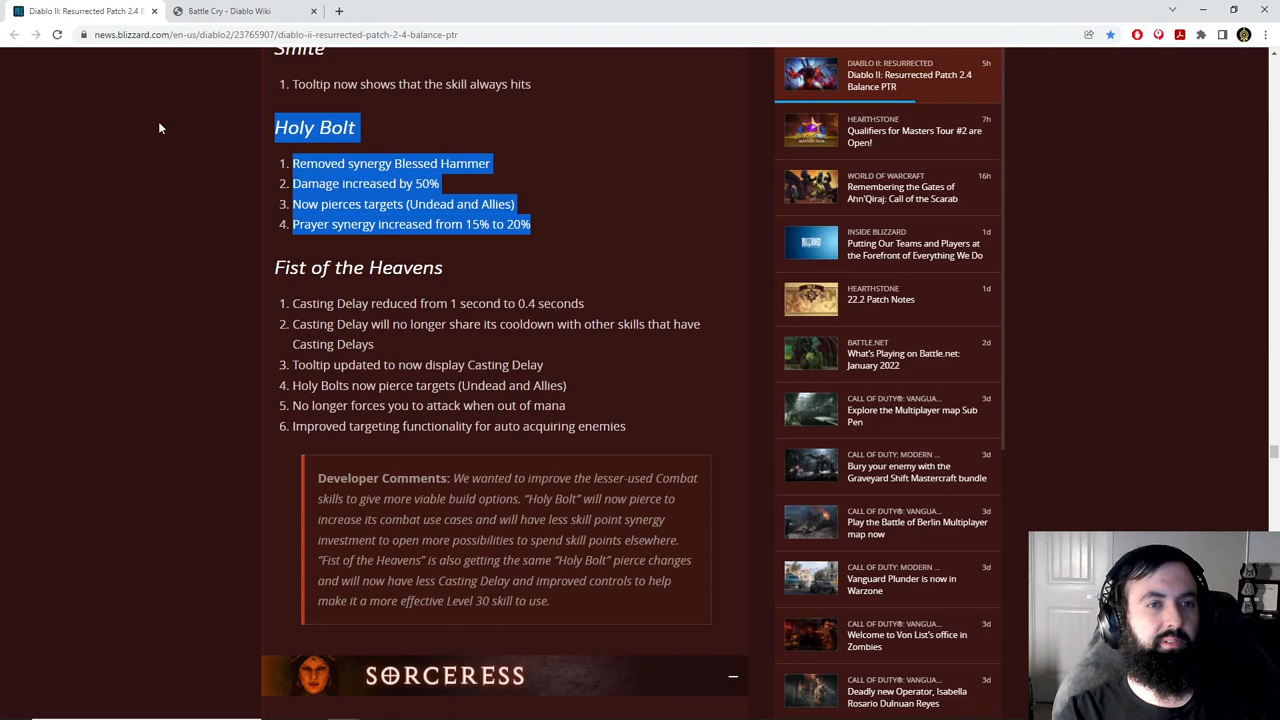 Diablo II: Resurrected Patch 2.4 B
Battle Cry - Diablo Wiki
news.blizzard.com/en-us/diablo2/23765907/diablo-ii-resurrected-patch-2-4-balance-ptr
Smite
1. Tooltip now shows that the skill always hits
Holy Bolt
1. Removed synergy Blessed Hammer
2. Damage increased by 50%
3. Now pierces targets (Undead and Allies)
4. Prayer synergy increased from 15% to 20%
Fist of the Heavens
1. Casting Delay reduced from 1 second to 0.4 seconds
2. Casting Delay will no longer share its cooldown with other skills that have
Casting Delays
3. Tooltip updated to now display Casting Delay
4. Holy Bolts now pierce targets (Undead and Allies)
5. No longer forces you to attack when out of mana
6. Improved targeting functionality for auto acquiring enemies
Developer Comments: We wanted to improve the lesser-used Combat
skills to give more viable build options. “Holy Bolt” will now pierce to
increase its combat use cases and will have less skill point synergy
investment to open more possibilities to spend skill points elsewhere.
“Fist of the Heavens” is also getting the same “Holy Bolt” pierce changes
and will now have less Casting Delay and improved controls to help
make it a more effective Level 30 skill to use.
SORCERESS
DIABLO II: RESURRECTED 5h
Diablo II: Resurrected Patch 2.4
Balance PTR
HEARTHSTONE 7h
Qualifiers for Masters Tour #2 are
Open!
WORLD OF WARCRAFT 16h
Remembering the Gates of
Ahn'Qiraj: Call of the Scarab
INSIDE BLIZZARD 1d
Putting Our Teams and Players at
the Forefront of Everything We Do
HEARTHSTONE 1d
22.2 Patch Notes
BATTLE.NET 2d
What's Playing on Battle.net:
January 2022
CALL OF DUTY®: VANGUA... 3d
Explore the Multiplayer map Sub
Pen
CALL OF DUTY: MODERN ... 3d
Bury your enemy with the
Graveyard Shift Mastercraft bundle
CALL OF DUTY®: VANGUA... 3d
Play the Battle of Berlin Multiplayer
map now
CALL OF DUTY: MODERN ... 3d
Vanguard Plunder is now in
Warzone
CALL OF DUTY®: VANGUA... 3d
Welcome to Von List's office in
Zombies
CALL OF DUTY®: VANGUA... 3d
Deadly new Operator, Isabella
Rosario Dulnuan Reyes